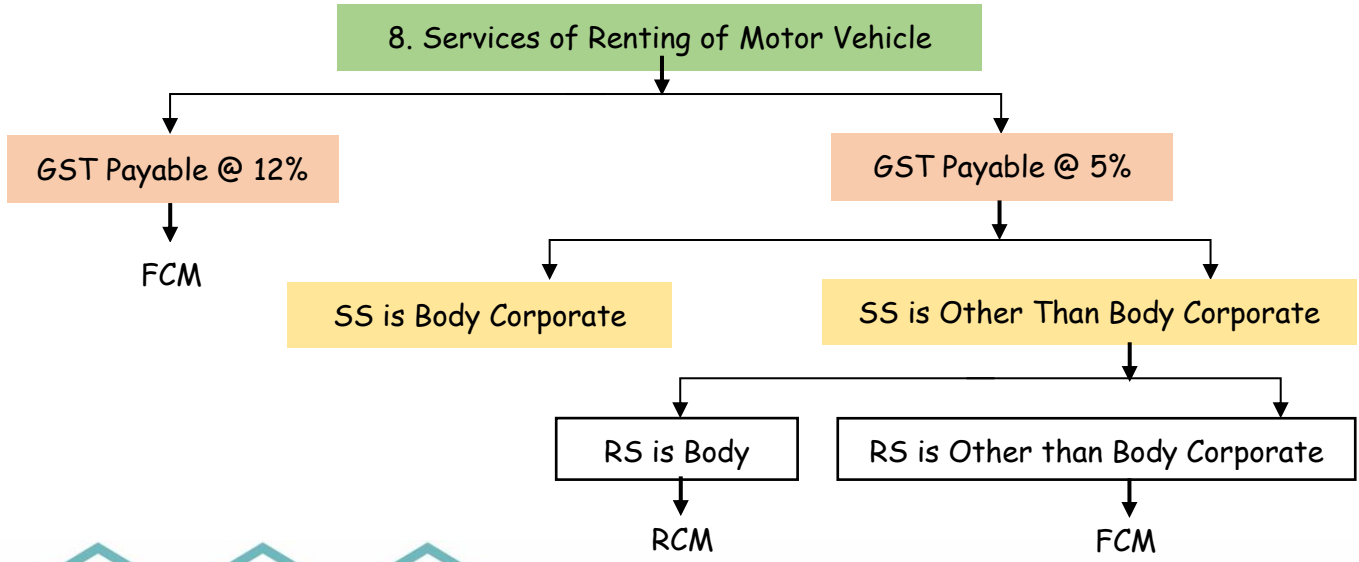 8. Services of Renting of Motor Vehicle
GST Payable @ 12%
GST Payable @ 5%
FCM
SS is Body Corporate
SS is Other Than Body Corporate
RS is Body
RS is Other than Body Corporate
RCM
FCM